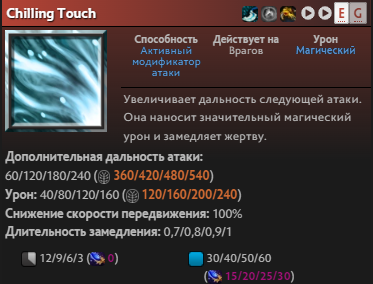 Chilling Touch
E G
Способность Действует на Урон
Активный Врагов Магический
модификатор
атаки
Увеличивает дальность следующей атаки.
Она наносит значительный магический
урон и замедляет жертву.
Дополнительная дальность атаки:
60/120/180/240 ( 360/420/480/540)
Урон: 40/80/120/160 ( 120/160/200/240)
Снижение скорости передвижения: 100%
Длительность замедления: 0,7/0,8/0,9/1
12/9/6/3 ( 0) 30/40/50/60
( 15/20/25/30)